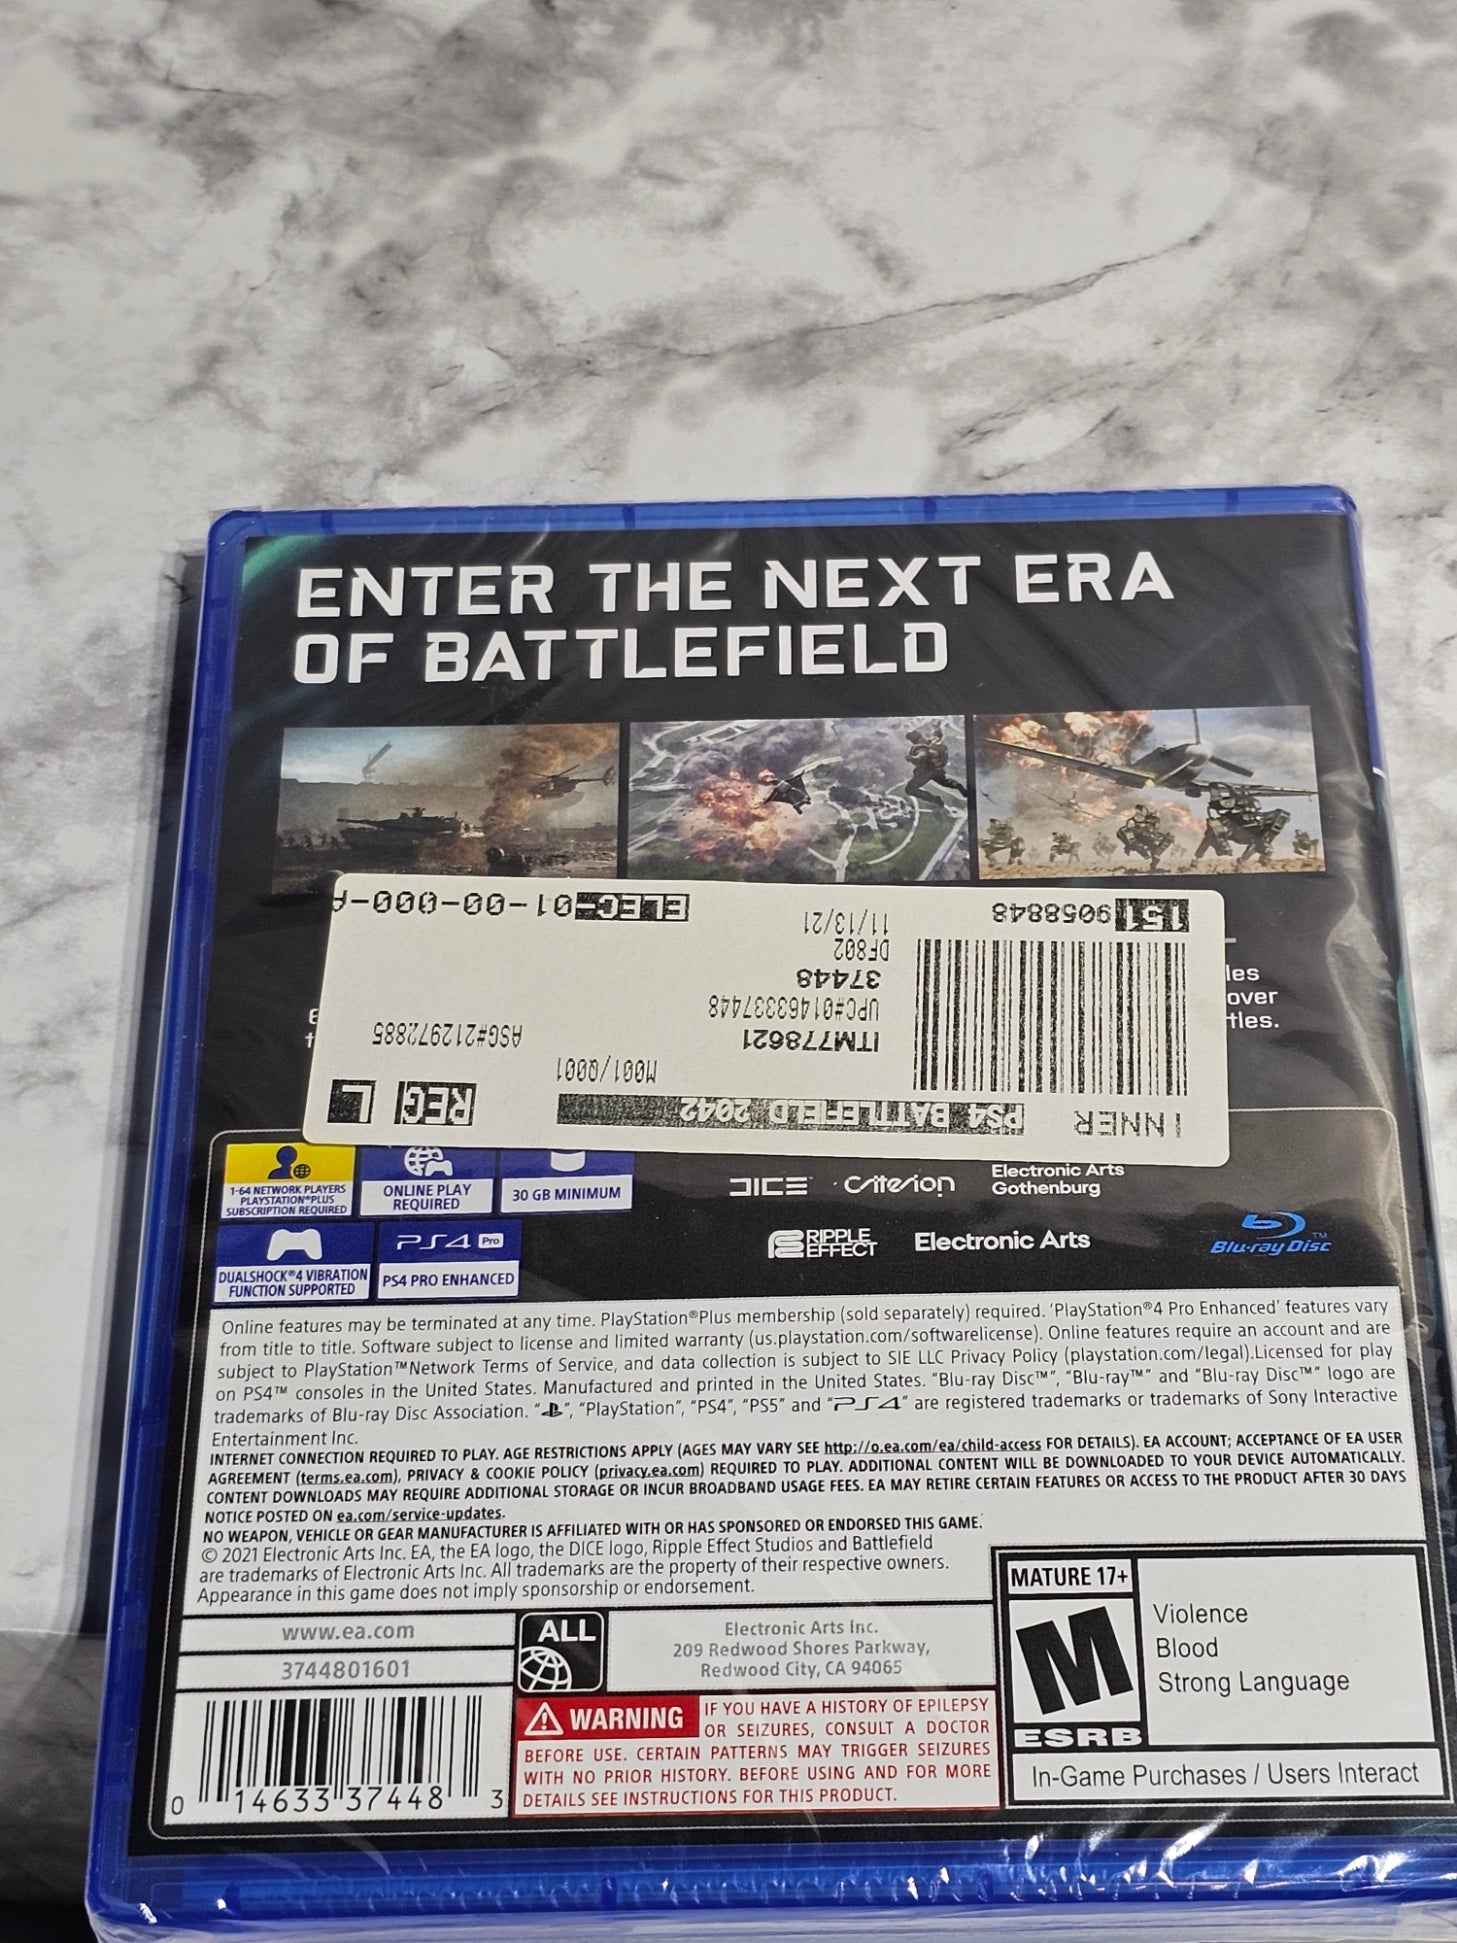 ENTER THE NEXT ERA
OF BATTLEFIELD
INNER PS4 BATTLEFIELD 2042 REG L
M001/Q001
ITM778621
UPC#01463337448 ASG#212972885
37448
DF802
11/13/21
151 9058848 ELEC-01-00-000-A
les
over
tles.
1-64 NETWORK PLAYERS
PLAYSTATION®PLUS
SUBSCRIPTION REQUIRED
ONLINE PLAY
REQUIRED
30 GB MINIMUM
DUALSHOCK®4 VIBRATION
FUNCTION SUPPORTED
PS4 Pro
PS4 PRO ENHANCED
DICE Criterion
Electronic Arts
Gothenburg
RIPPLE
EFFECT
Electronic Arts
Blu-ray Disc™
Online features may be terminated at any time. PlayStation®Plus membership (sold separately) required. 'PlayStation®4 Pro Enhanced' features vary
from title to title. Software subject to license and limited warranty (us.playstation.com/softwarelicense). Online features require an account and are
subject to PlayStation™Network Terms of Service, and data collection is subject to SIE LLC Privacy Policy (playstation.com/legal).Licensed for play
on PS4™ consoles in the United States. Manufactured and printed in the United States. "Blu-ray Disc™", "Blu-ray™" and "Blu-ray Disc™" logo are
trademarks of Blu-ray Disc Association. "", "PlayStation", "PS4", "PS5" and "PS4" are registered trademarks or trademarks of Sony Interactive
Entertainment Inc.
INTERNET CONNECTION REQUIRED TO PLAY. AGE RESTRICTIONS APPLY (AGES MAY VARY SEE http://o.ea.com/ea/child-access FOR DETAILS). EA ACCOUNT; ACCEPTANCE OF EA USER
AGREEMENT (terms.ea.com), PRIVACY & COOKIE POLICY (privacy.ea.com) REQUIRED TO PLAY. ADDITIONAL CONTENT WILL BE DOWNLOADED TO YOUR DEVICE AUTOMATICALLY.
CONTENT DOWNLOADS MAY REQUIRE ADDITIONAL STORAGE OR INCUR BROADBAND USAGE FEES. EA MAY RETIRE CERTAIN FEATURES OR ACCESS TO THE PRODUCT AFTER 30 DAYS
NOTICE POSTED ON ea.com/service-updates.
NO WEAPON, VEHICLE OR GEAR MANUFACTURER IS AFFILIATED WITH OR HAS SPONSORED OR ENDORSED THIS GAME.
© 2021 Electronic Arts Inc. EA, the EA logo, the DICE logo, Ripple Effect Studios and Battlefield
are trademarks of Electronic Arts Inc. All trademarks are the property of their respective owners.
Appearance in this game does not imply sponsorship or endorsement.
www.ea.com
3744801601
0 14633 37448 3
ALL
Electronic Arts Inc.
209 Redwood Shores Parkway,
Redwood City, CA 94065
WARNING IF YOU HAVE A HISTORY OF EPILEPSY
OR SEIZURES, CONSULT A DOCTOR
BEFORE USE. CERTAIN PATTERNS MAY TRIGGER SEIZURES
WITH NO PRIOR HISTORY. BEFORE USING AND FOR MORE
DETAILS SEE INSTRUCTIONS FOR THIS PRODUCT.
MATURE 17+
M
ESRB
Violence
Blood
Strong Language
In-Game Purchases / Users Interact